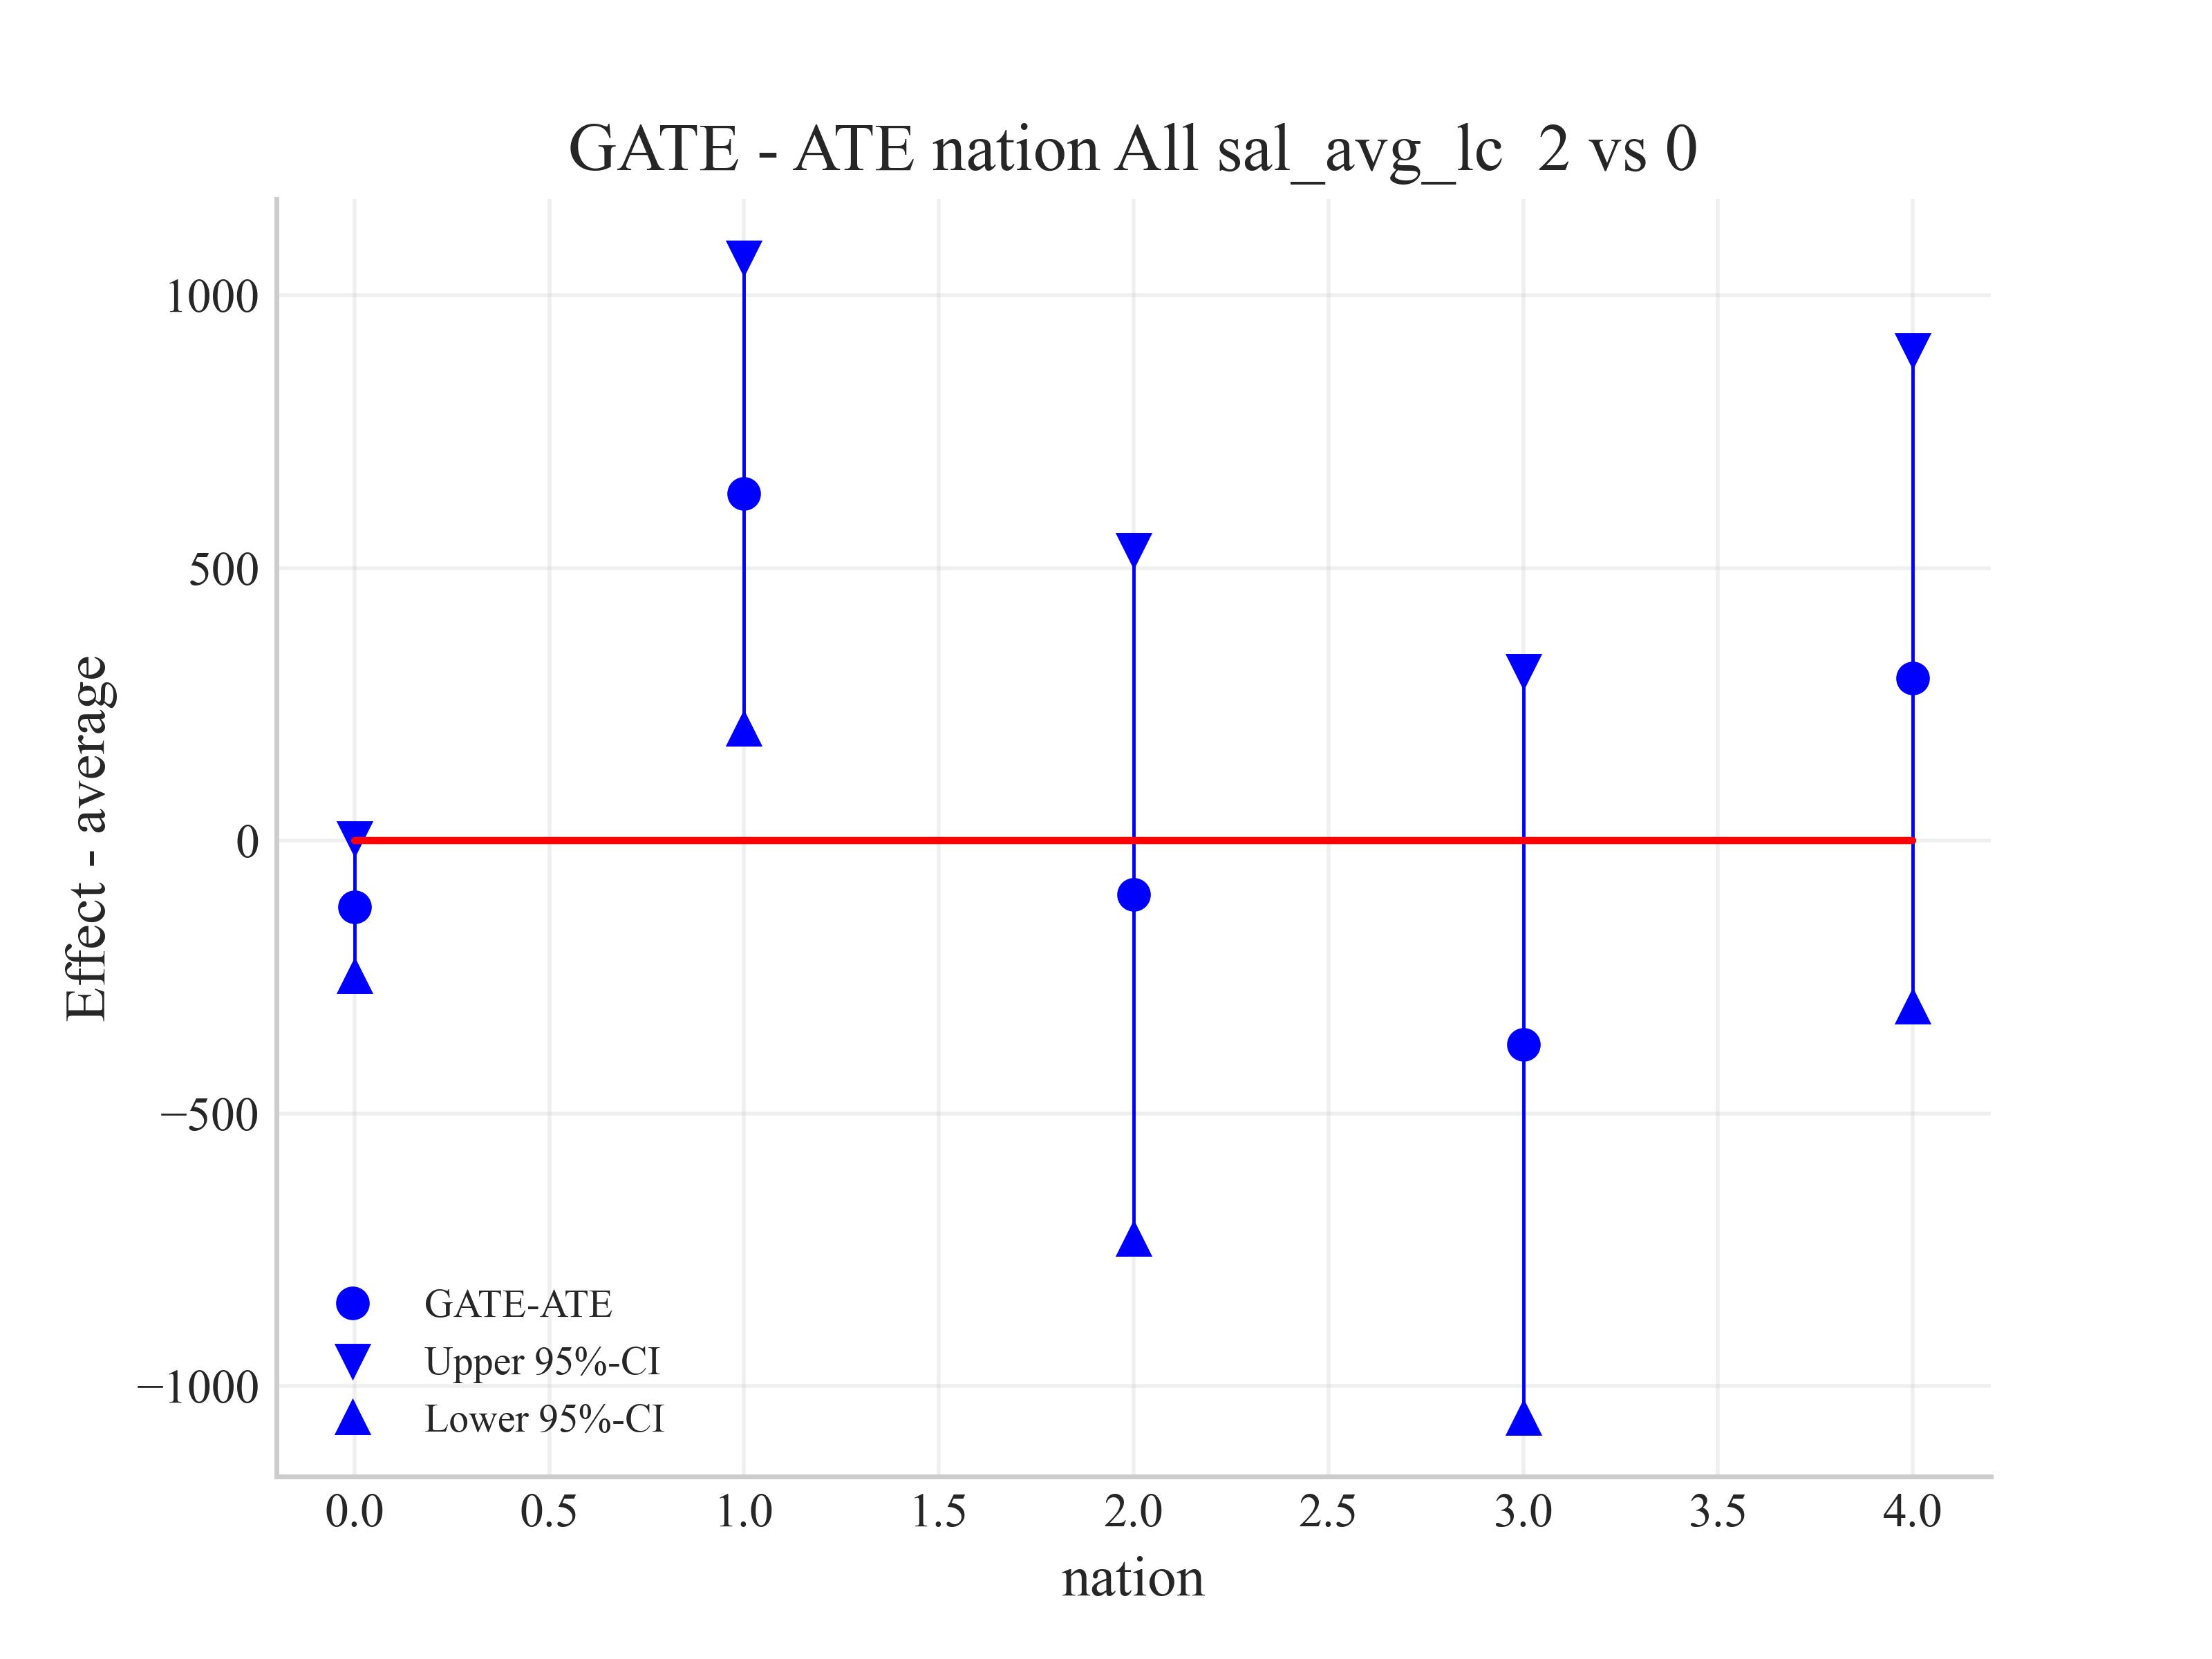 GATE - ATE nation All sal_avg_lc  2 vs 0
Effect - average
1000
500
0
−500
−1000
GATE-ATE
Upper 95%-CI
Lower 95%-CI
0.0 0.5 1.0 1.5 2.0 2.5 3.0 3.5 4.0
nation